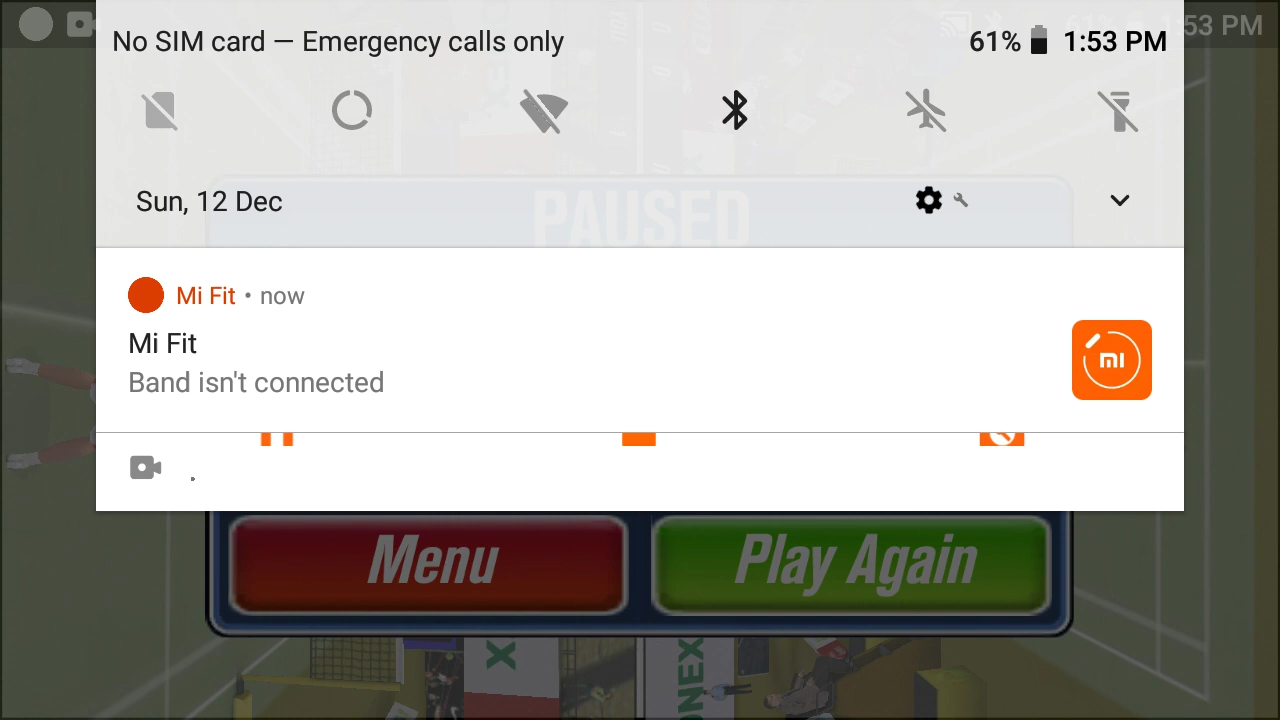 No SIM card — Emergency calls only
61% 1:53 PM
Sun, 12 Dec
PAUSED
Mi Fit • now
Mi Fit
Band isn't connected
Menu
Play Again